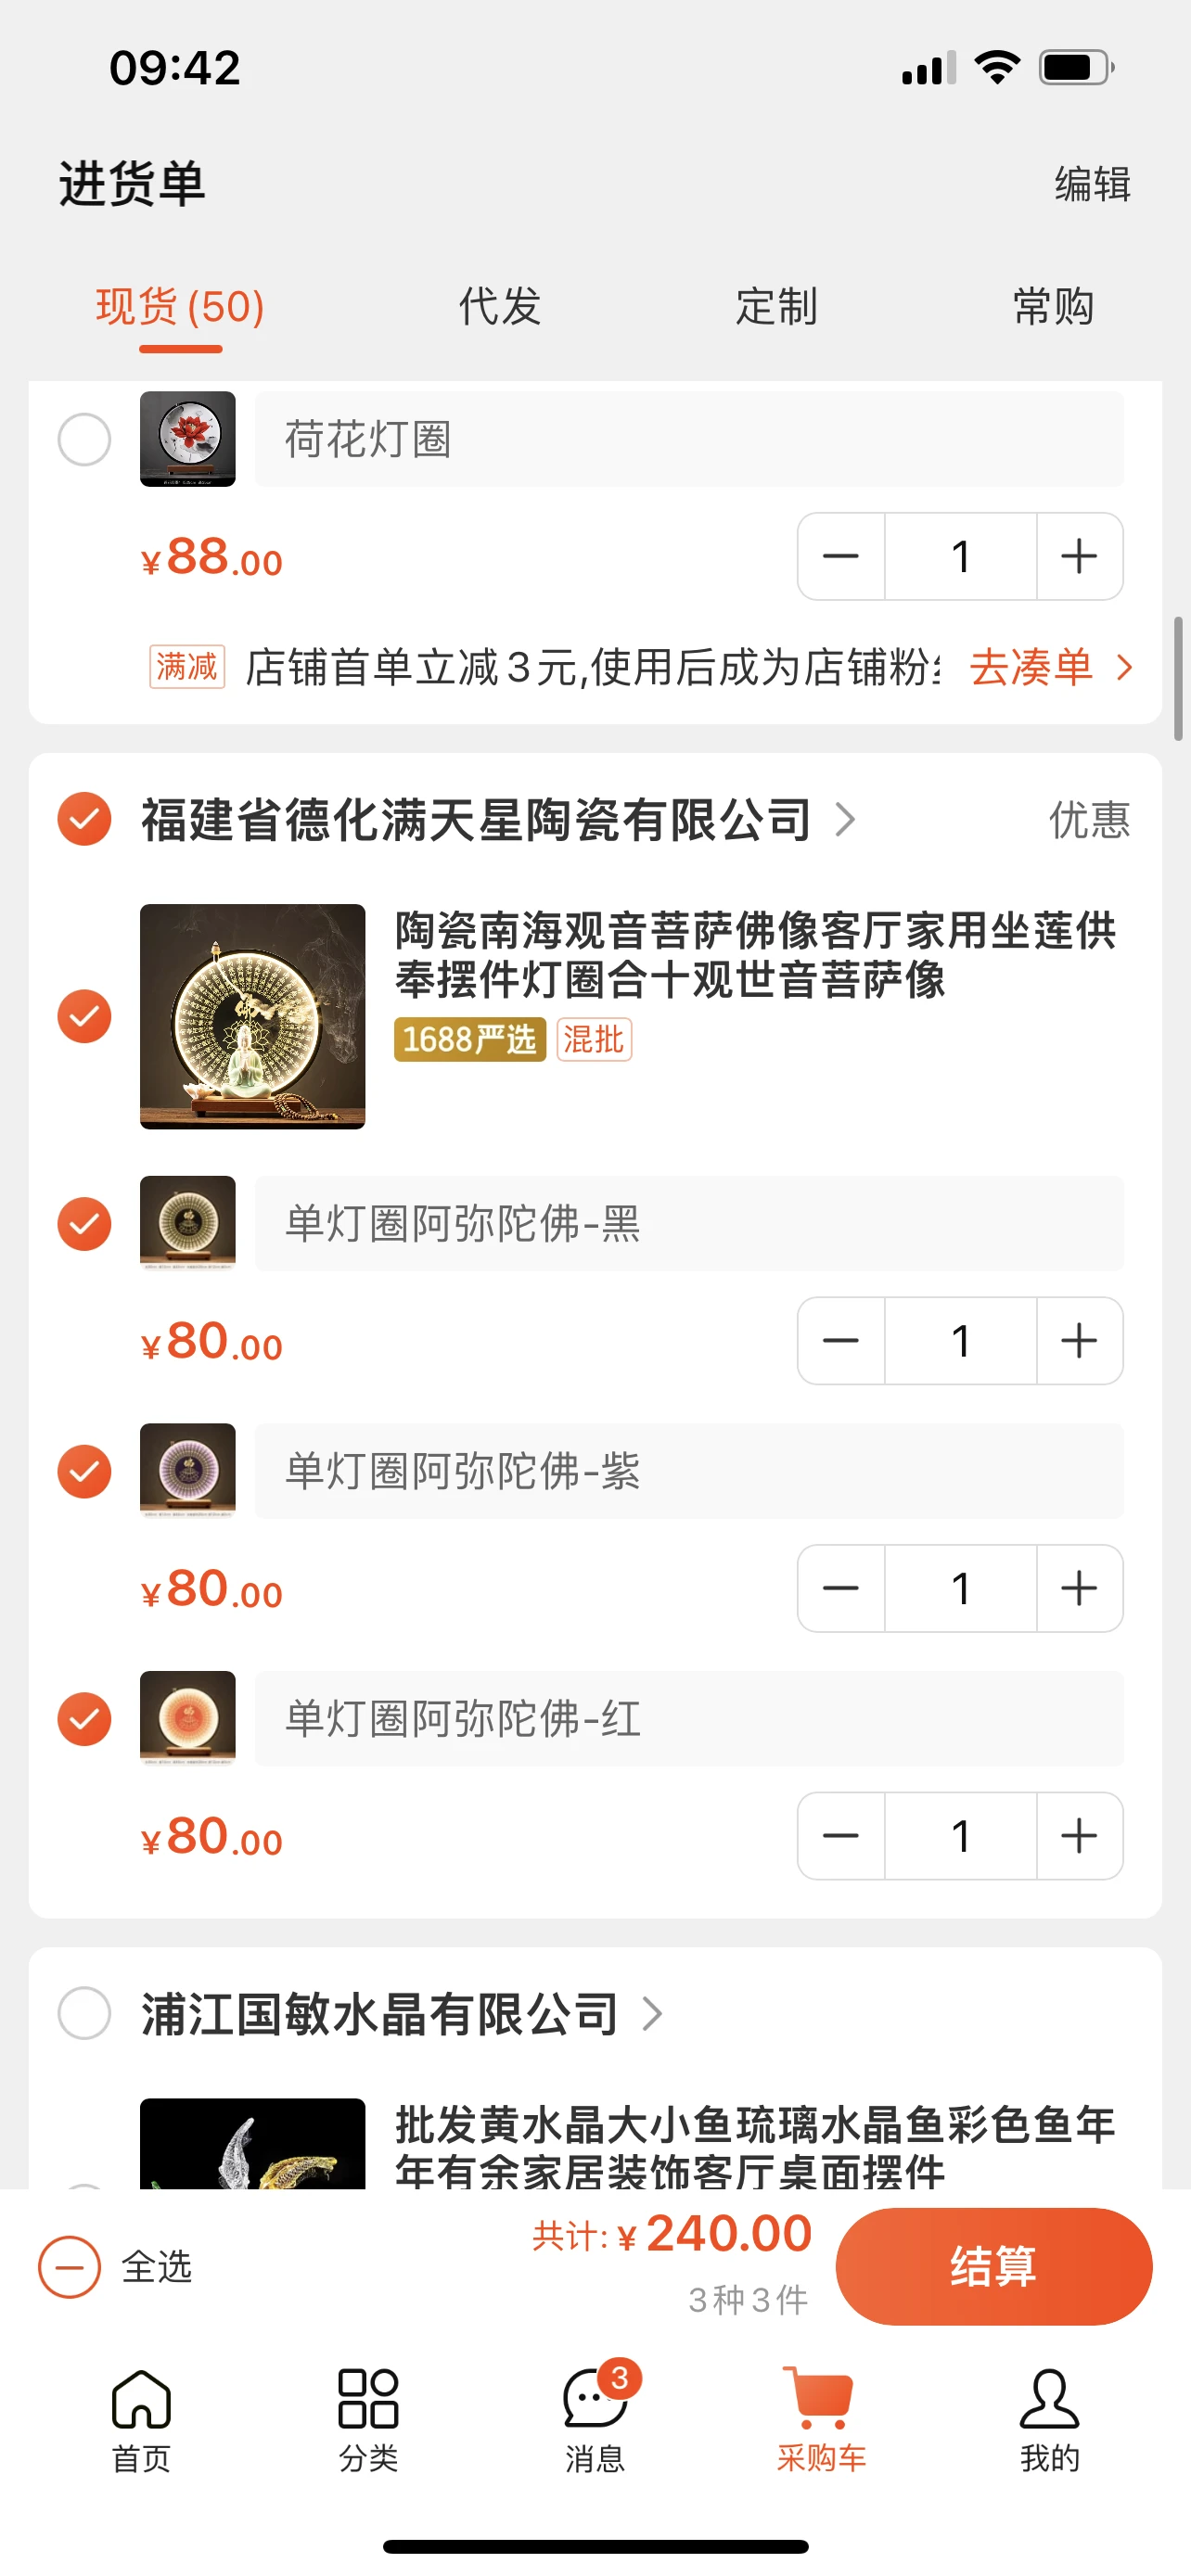 09:42
进货单
编辑
现货(50)
代发
定制
常购
荷花灯圈
¥88.00
1
满减 店铺首单立减3元,使用后成为店铺粉 去凑单
福建省德化满天星陶瓷有限公司
优惠
陶瓷南海观音菩萨佛像客厅家用坐莲供
奉摆件灯圈合十观世音菩萨像
1688严选 混批
单灯圈阿弥陀佛-黑
¥80.00
1
单灯圈阿弥陀佛-紫
¥80.00
1
单灯圈阿弥陀佛-红
¥80.00
1
浦江国敏水晶有限公司
批发黄水晶大小鱼琉璃水晶鱼彩色鱼年
年有余家居装饰客厅桌面摆件
全选
共计:¥240.00
3种3件
结算
3
首页
分类
消息
采购车
我的